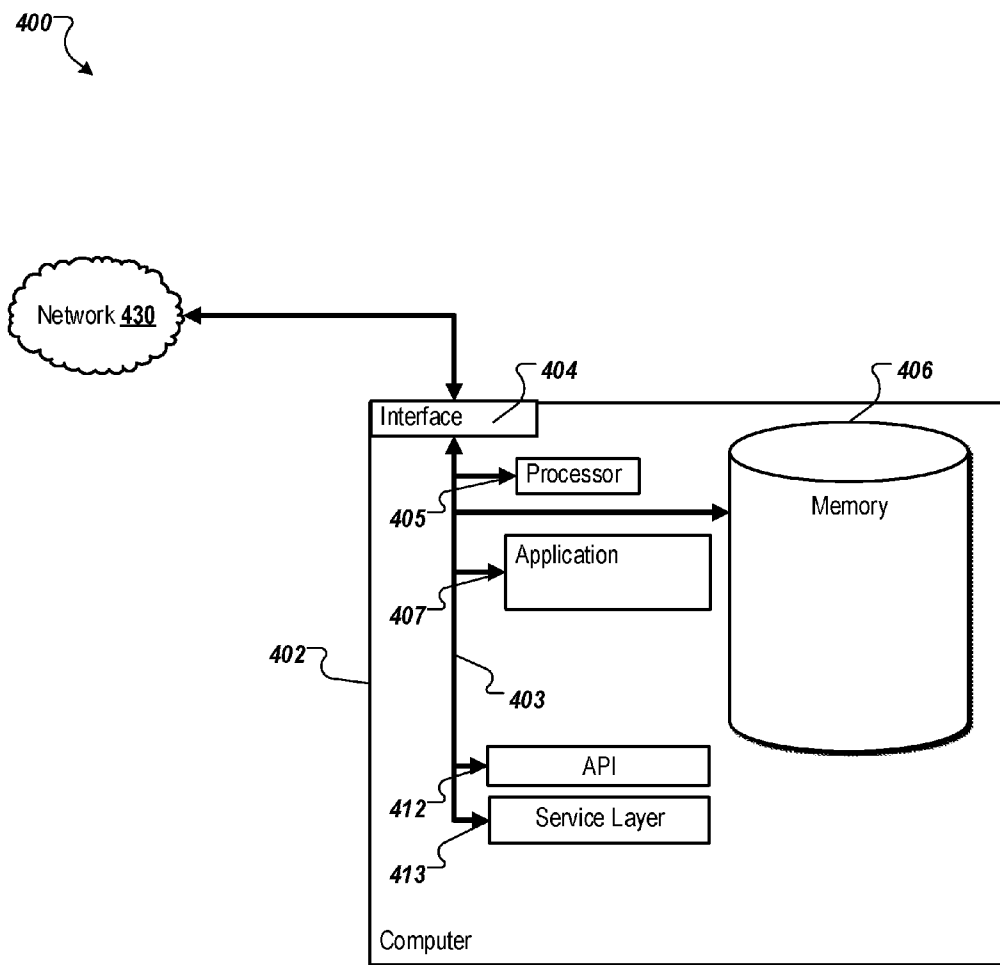 400
Network 430
404
406
Interface
Processor
405
Memory
Application
407
402
403
API
412
Service Layer
413
Computer